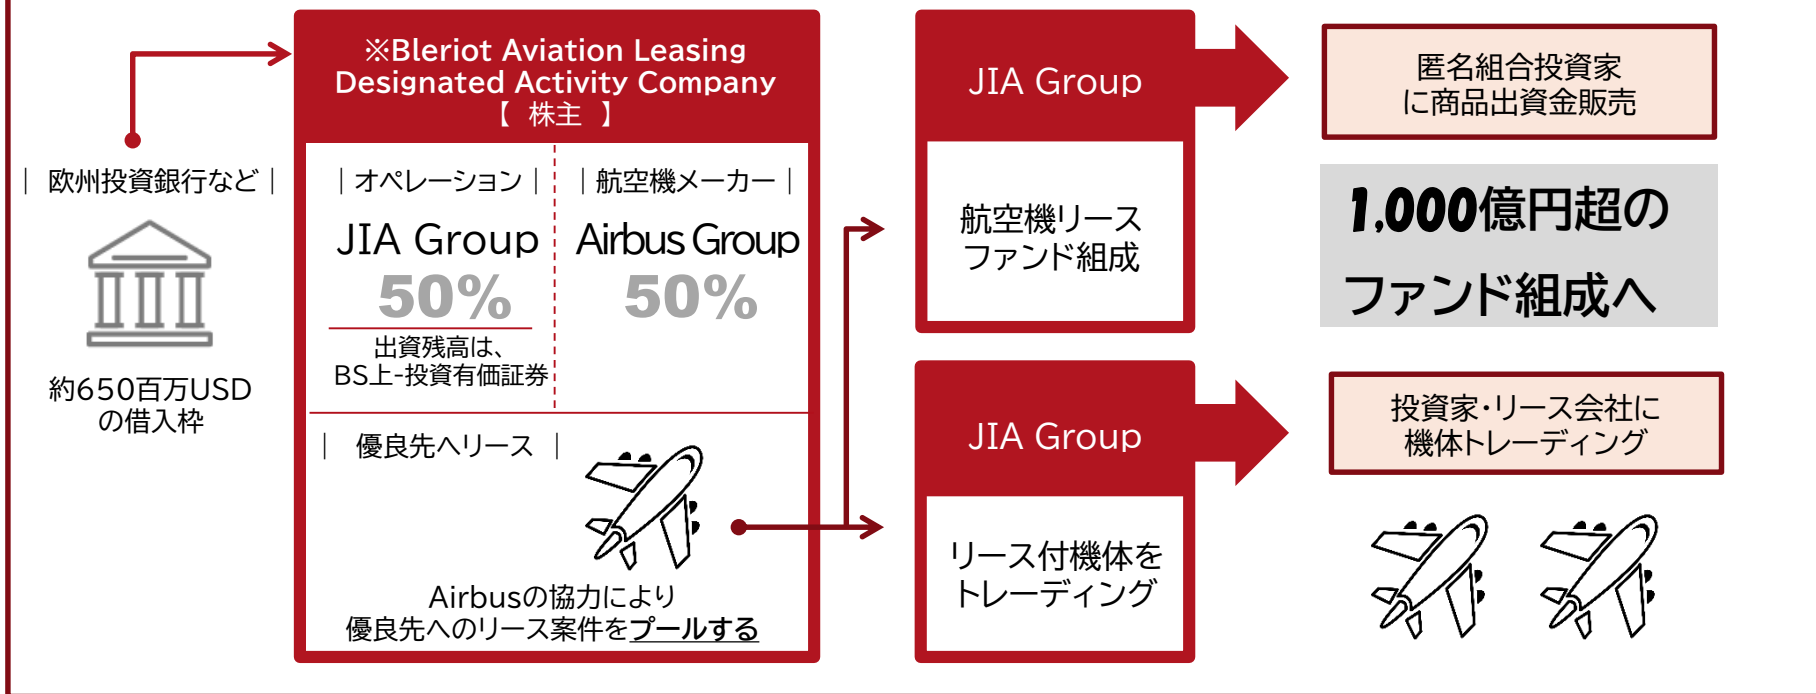 ｜ 欧州投資銀行など｜
約650百万USD
の借入枠
※Bleriot Aviation Leasing
Designated Activity Company
【 株主 】
｜オペレーション｜
JIA Group
50%
出資残高は、
BS上-投資有価証券
｜航空機メーカー｜
Airbus Group
50%
｜ 優良先へリース ｜
Airbusの協力により
優良先へのリース案件をプールする
JIA Group
航空機リース
ファンド組成
匿名組合投資家
に商品出資金販売
1,000億円超の
ファンド組成へ
JIA Group
リース付機体を
トレーディング
投資家・リース会社に
機体トレーディング